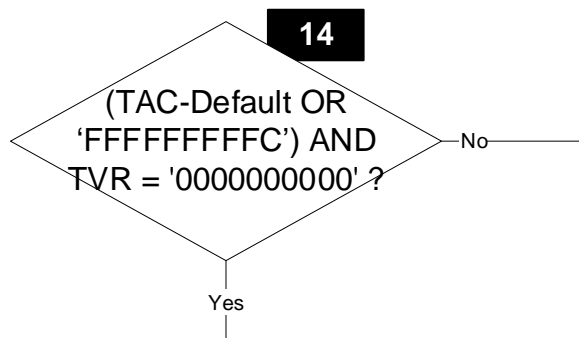 14
(TAC-Default OR
‘FFFFFFFFFC’) AND
TVR = '0000000000' ?
No
Yes